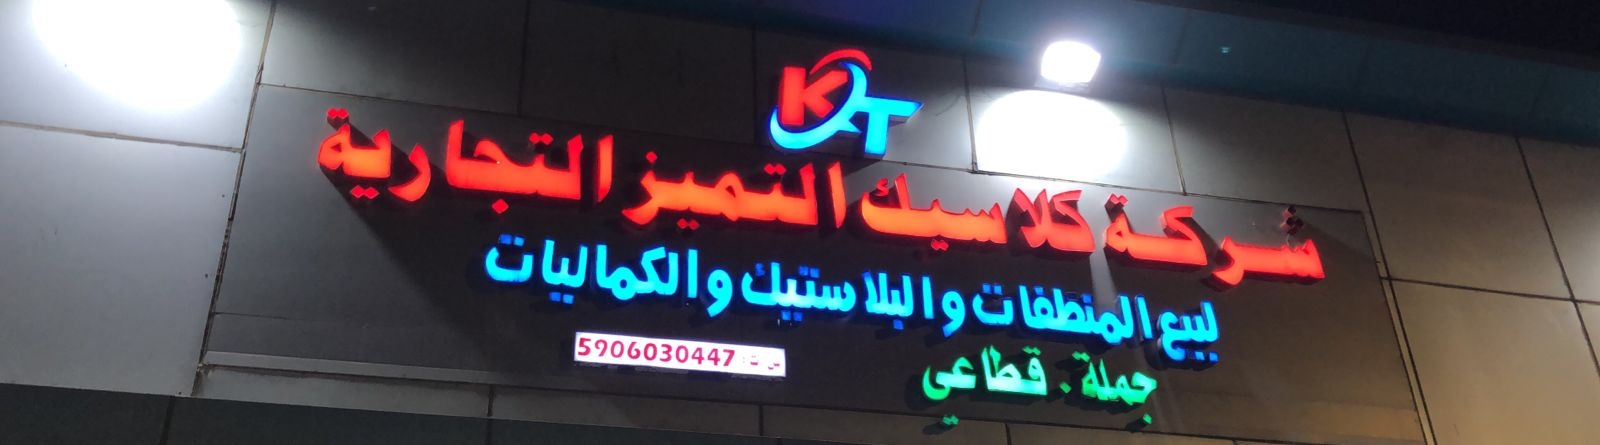 KT
شركة كلاسيك التميز التجارية
لبيع المنظفات والبلاستيك والكماليات
جملة . قطاعي
س ت: 5906030447